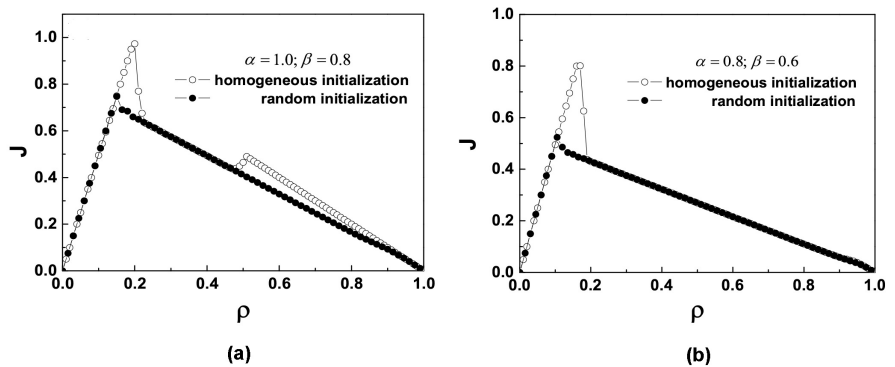 1.0
0.8
0.6
0.4
0.2
0.0
J
α = 1.0; β = 0.8
homogeneous initialization
random initialization
0.0 0.2 0.4 0.6 0.8 1.0
ρ
(a)
1.0
0.8
0.6
0.4
0.2
0.0
J
α = 0.8; β = 0.6
homogeneous initialization
random initialization
0.0 0.2 0.4 0.6 0.8 1.0
ρ
(b)